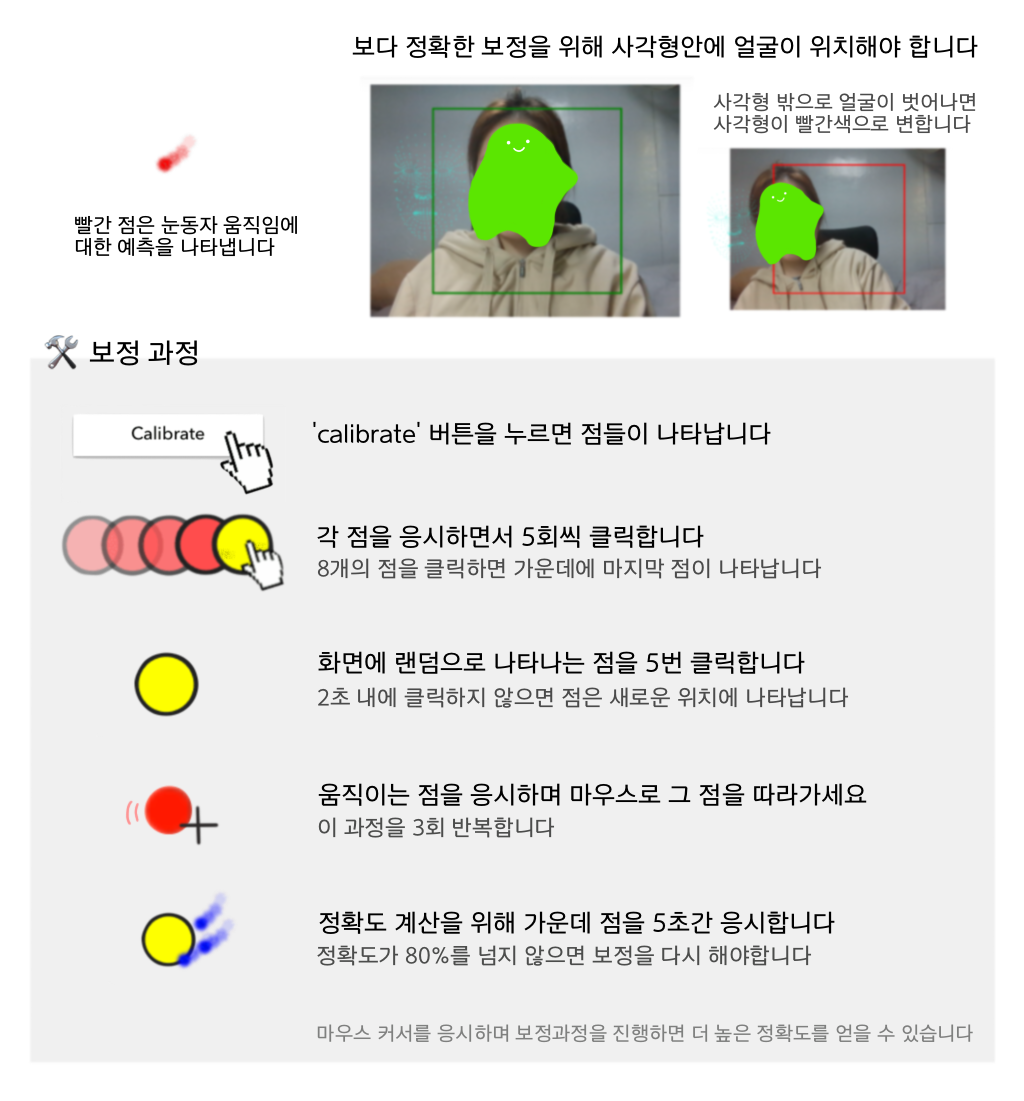 보다 정확한 보정을 위해 사각형안에 얼굴이 위치해야 합니다
사각형 밖으로 얼굴이 벗어나면
사각형이 빨간색으로 변합니다
빨간 점은 눈동자 움직임에
대한 예측을 나타냅니다
🛠 보정 과정
Calibrate
'calibrate' 버튼을 누르면 점들이 나타납니다
각 점을 응시하면서 5회씩 클릭합니다
8개의 점을 클릭하면 가운데에 마지막 점이 나타납니다
화면에 랜덤으로 나타나는 점을 5번 클릭합니다
2초 내에 클릭하지 않으면 점은 새로운 위치에 나타납니다
움직이는 점을 응시하며 마우스로 그 점을 따라가세요
이 과정을 3회 반복합니다
정확도 계산을 위해 가운데 점을 5초간 응시합니다
정확도가 80%를 넘지 않으면 보정을 다시 해야합니다
마우스 커서를 응시하며 보정과정을 진행하면 더 높은 정확도를 얻을 수 있습니다